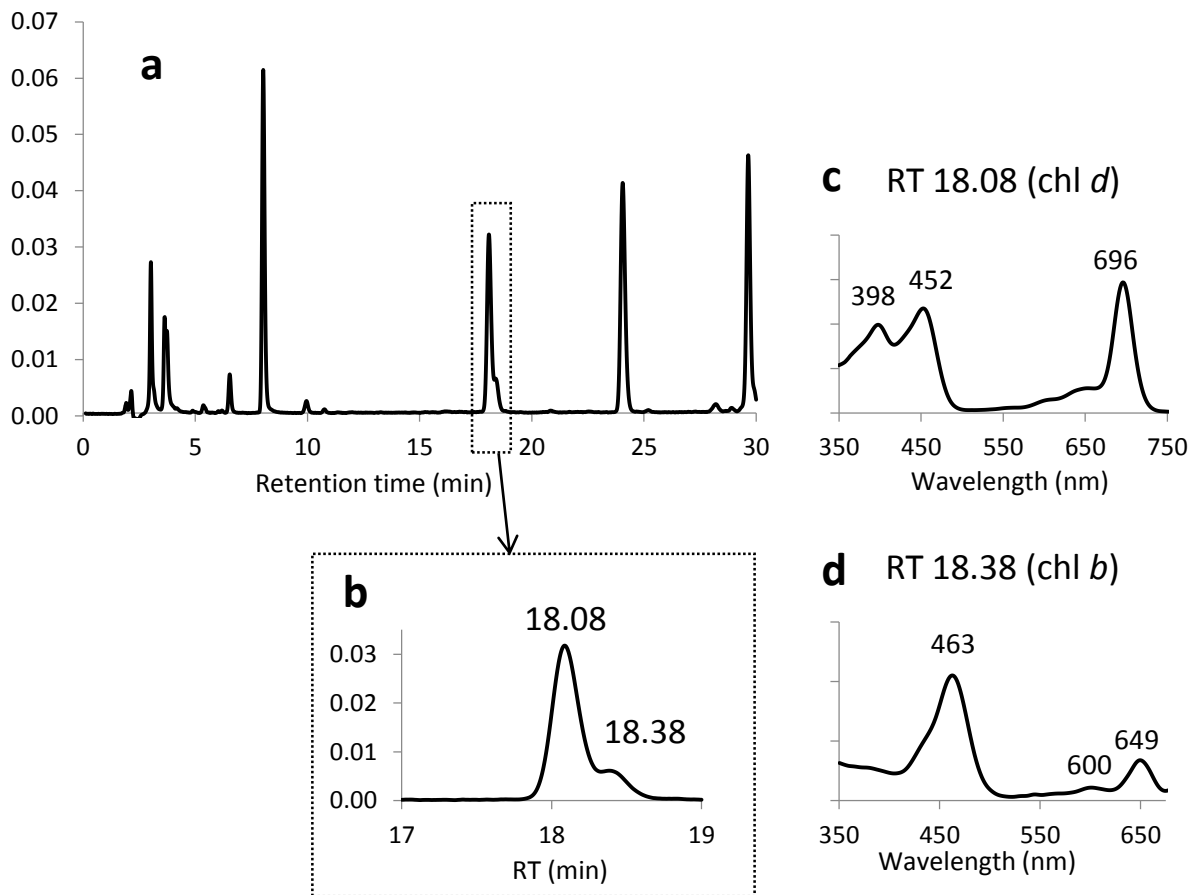 0.07
0.06
0.05
0.04
0.03
0.02
0.01
0.00
a
0 5 10 15 20 25 30
Retention time (min)
b
18.08
18.38
0.03
0.02
0.01
0.00
17 18 19
RT (min)
c RT 18.08 (chl d)
398 452 696
350 450 550 650 750
Wavelength (nm)
d RT 18.38 (chl b)
463
600 649
350 450 550 650
Wavelength (nm)